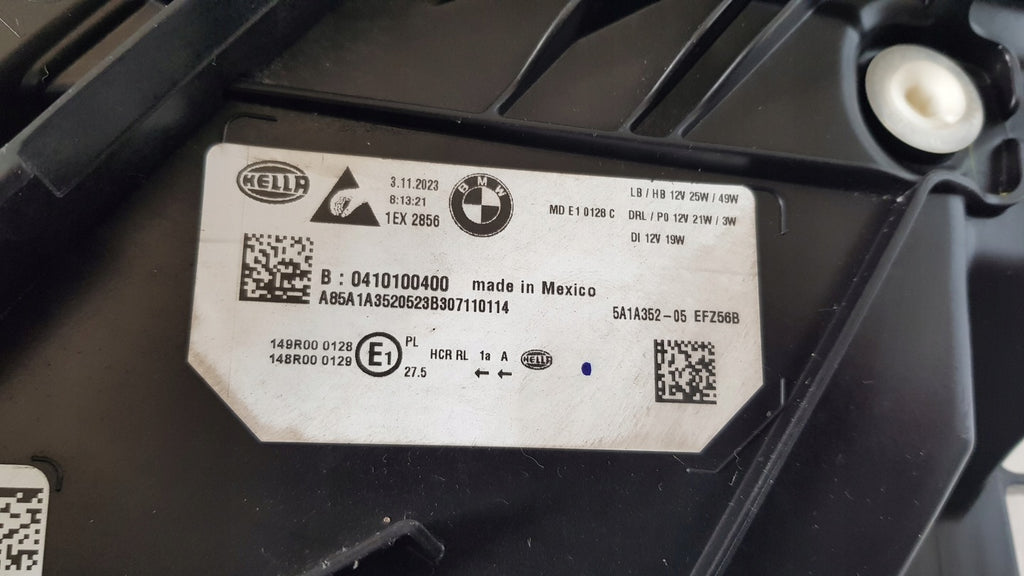 HELLA
3.11.2023
8:13:21
1EX 2856
BMW
MD E1 0128 C
LB / HB 12V 25W / 49W
DRL / PO 12V 21W / 3W
DI 12V 19W
B : 0410100400 made in Mexico
A85A1A3520523B307110114
5A1A352-05 EFZ56B
149R00 0128
148R00 0129
E1
PL
27.5
HCR RL 1a A
← ←
HELLA